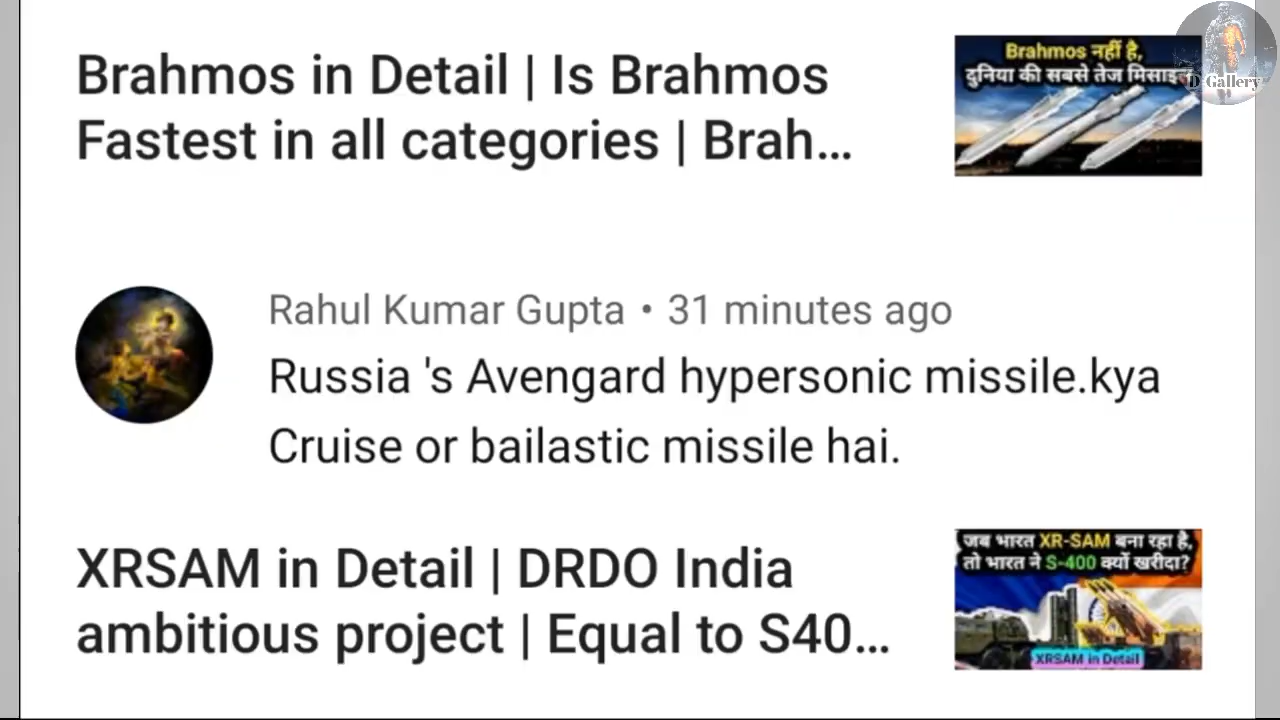 Brahmos in Detail | Is Brahmos
Fastest in all categories | Brah...
Brahmos नहीं है,
दुनिया की सबसे तेज मिसाइल
D Gallery
Rahul Kumar Gupta • 31 minutes ago
Russia 's Avengard hypersonic missile.kya
Cruise or bailastic missile hai.
XRSAM in Detail | DRDO India
ambitious project | Equal to S40...
जब भारत XR-SAM बना रहा है,
तो भारत ने S-400 क्यों खरीदा?
XRSAM in Detail